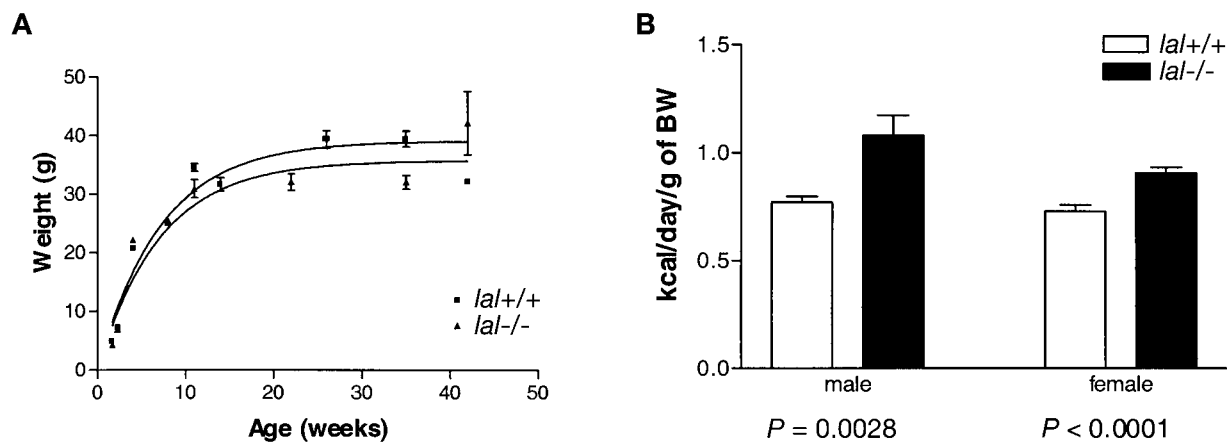 A
Weight (g)
50
40
30
20
10
0
0 10 20 30 40 50
Age (weeks)
lal+/+
lal-/-
B
kcal/day/g of BW
1.5
1.0
0.5
0.0
lal+/+
lal-/-
male female
P = 0.0028 P < 0.0001